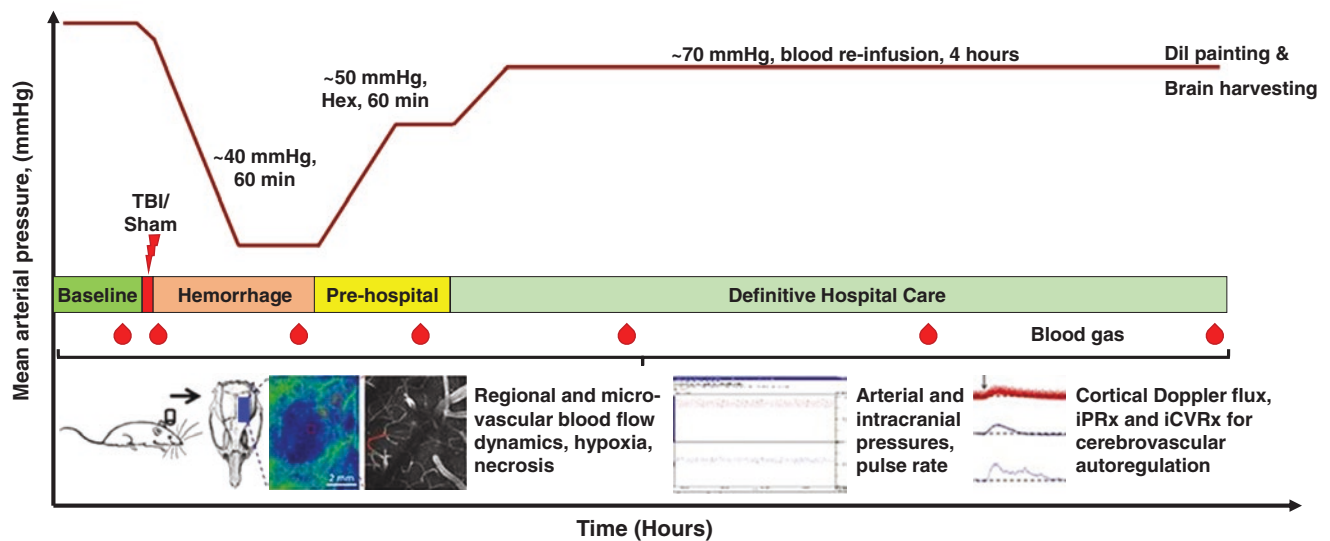 Mean arterial pressure, (mmHg)
~70 mmHg, blood re-infusion, 4 hours
Dil painting &
Brain harvesting
~50 mmHg,
Hex, 60 min
~40 mmHg,
60 min
TBI/
Sham
Baseline
Hemorrhage
Pre-hospital
Definitive Hospital Care
Blood gas
2 mm
Regional and micro-
vascular blood flow
dynamics, hypoxia,
necrosis
Arterial and
intracranial
pressures,
pulse rate
Cortical Doppler flux,
iPRx and iCVRx for
cerebrovascular
autoregulation
Time (Hours)